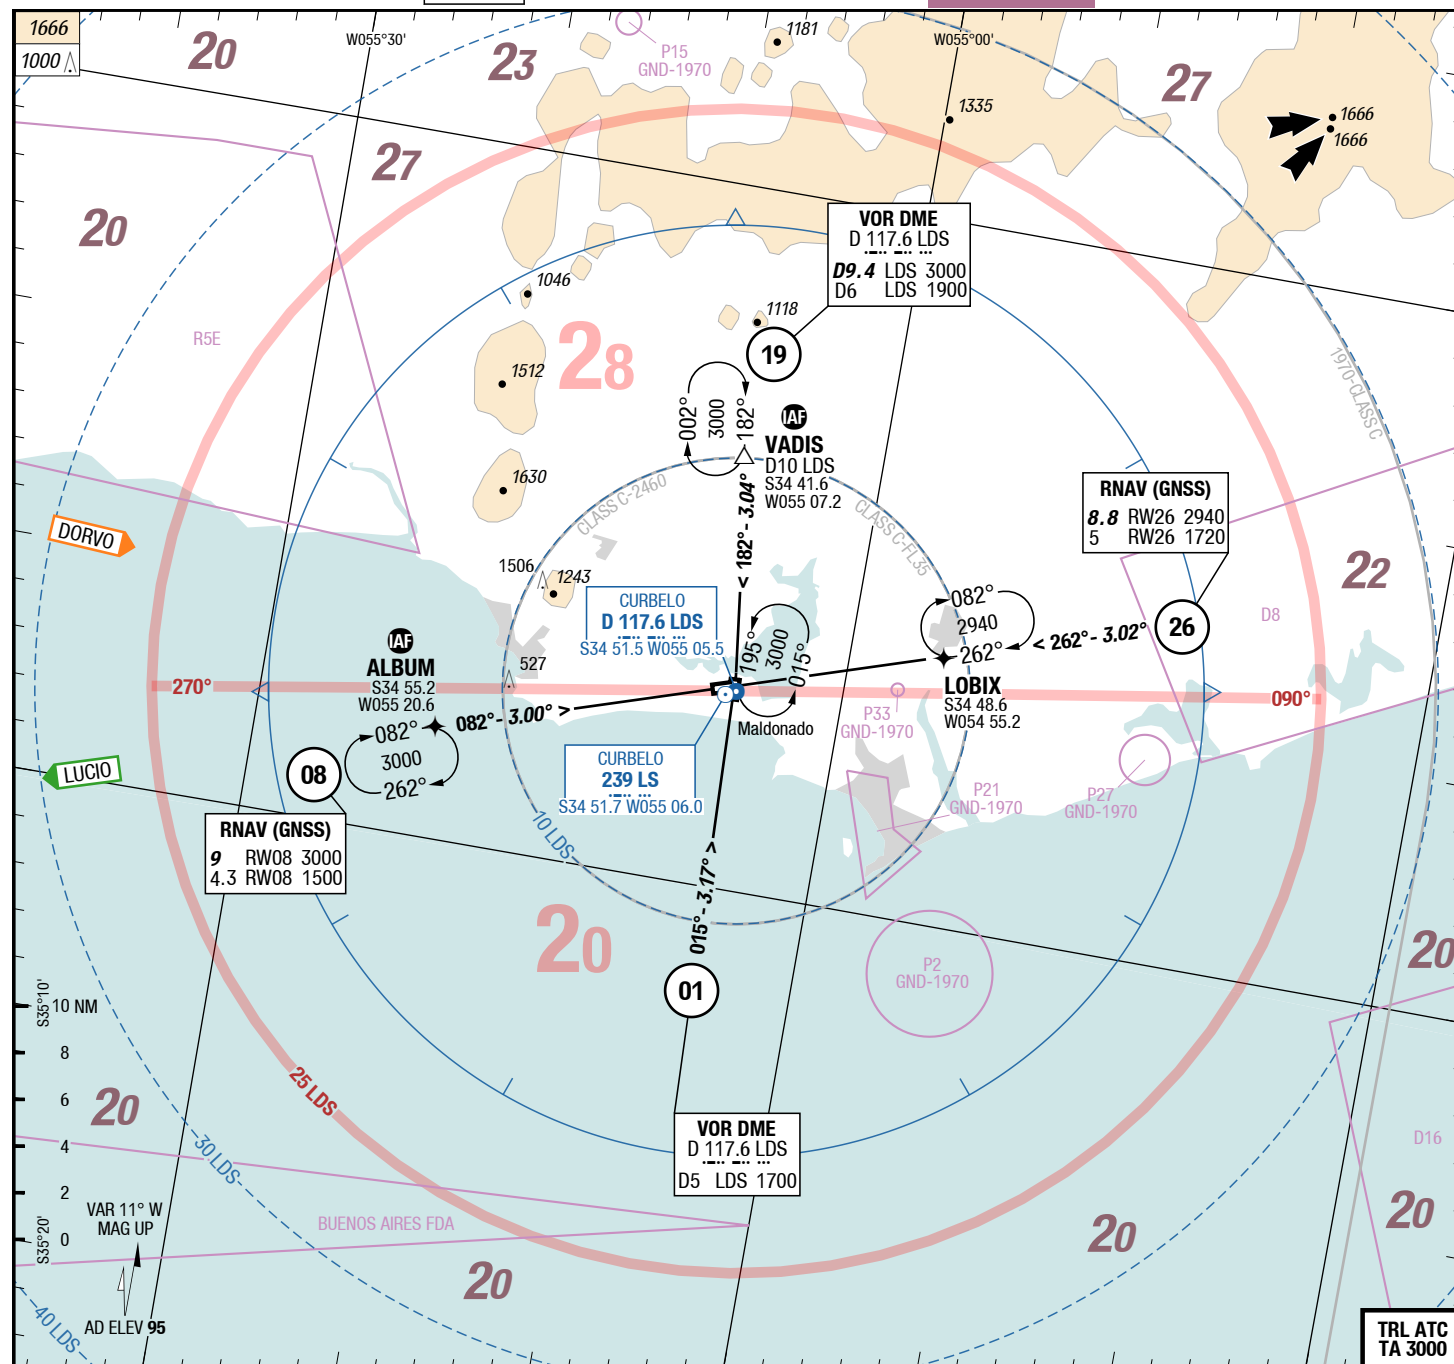 1666
1000
20
23
27
W055°30'
W055°00'
P15
GND-1970
1181
1335
1666
1666
27
20
R5E
1046
1512
1630
1118
28
VOR DME
D 117.6 LDS
D9.4 LDS 3000
D6 LDS 1900
19
002°
3000
182°
IAF
VADIS
D10 LDS
S34 41.6
W055 07.2
< 182° - 3.04°
CLASS C-2460
CLASS C-FL35
1970-CLASS C
RNAV (GNSS)
8.8 RW26 2940
5 RW26 1720
22
D8
26
DORVO
1506
1243
527
CURBELO
D 117.6 LDS
S34 51.5 W055 05.5
195°
3000
015°
082°
2940
262°
< 262° - 3.02°
LOBIX
S34 48.6
W054 55.2
IAF
ALBUM
S34 55.2
W055 20.6
270°
090°
082° - 3.00° >
082°
3000
262°
08
LUCIO
RNAV (GNSS)
9 RW08 3000
4.3 RW08 1500
CURBELO
239 LS
S34 51.7 W055 06.0
Maldonado
P33
GND-1970
P21
GND-1970
P27
GND-1970
10 LDS
015° - 3.17° >
20
01
P2
GND-1970
20
S35°10'
10 NM
8
6
4
2
0
S35°20'
25 LDS
30 LDS
40 LDS
20
VOR DME
D 117.6 LDS
D5 LDS 1700
D16
VAR 11° W
MAG UP
BUENOS AIRES FDA
20
20
20
AD ELEV 95
TRL ATC
TA 3000